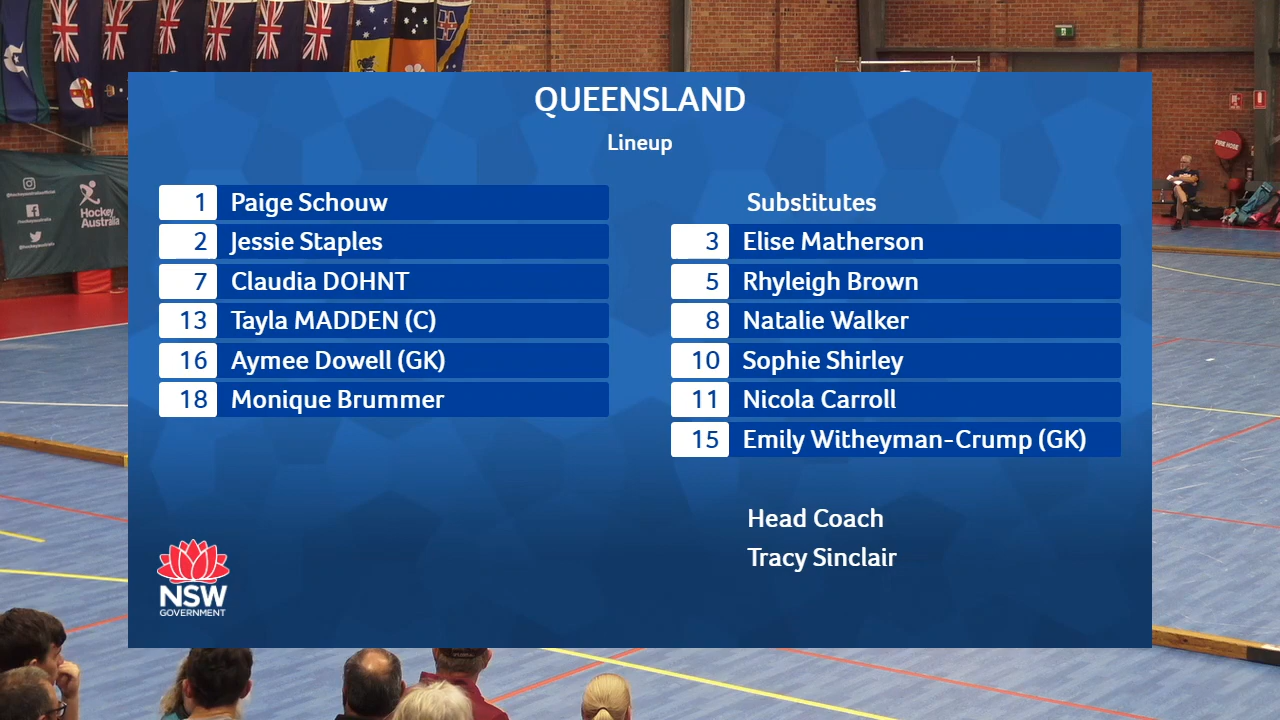 QUEENSLAND
Lineup
1 Paige Schouw
2 Jessie Staples
7 Claudia DOHNT
13 Tayla MADDEN (C)
16 Aymee Dowell (GK)
18 Monique Brummer
Substitutes
3 Elise Matherson
5 Rhyleigh Brown
8 Natalie Walker
10 Sophie Shirley
11 Nicola Carroll
15 Emily Witheyman-Crump (GK)
Head Coach
Tracy Sinclair
NSW
GOVERNMENT
Hockey
Australia
FIRE HOSE